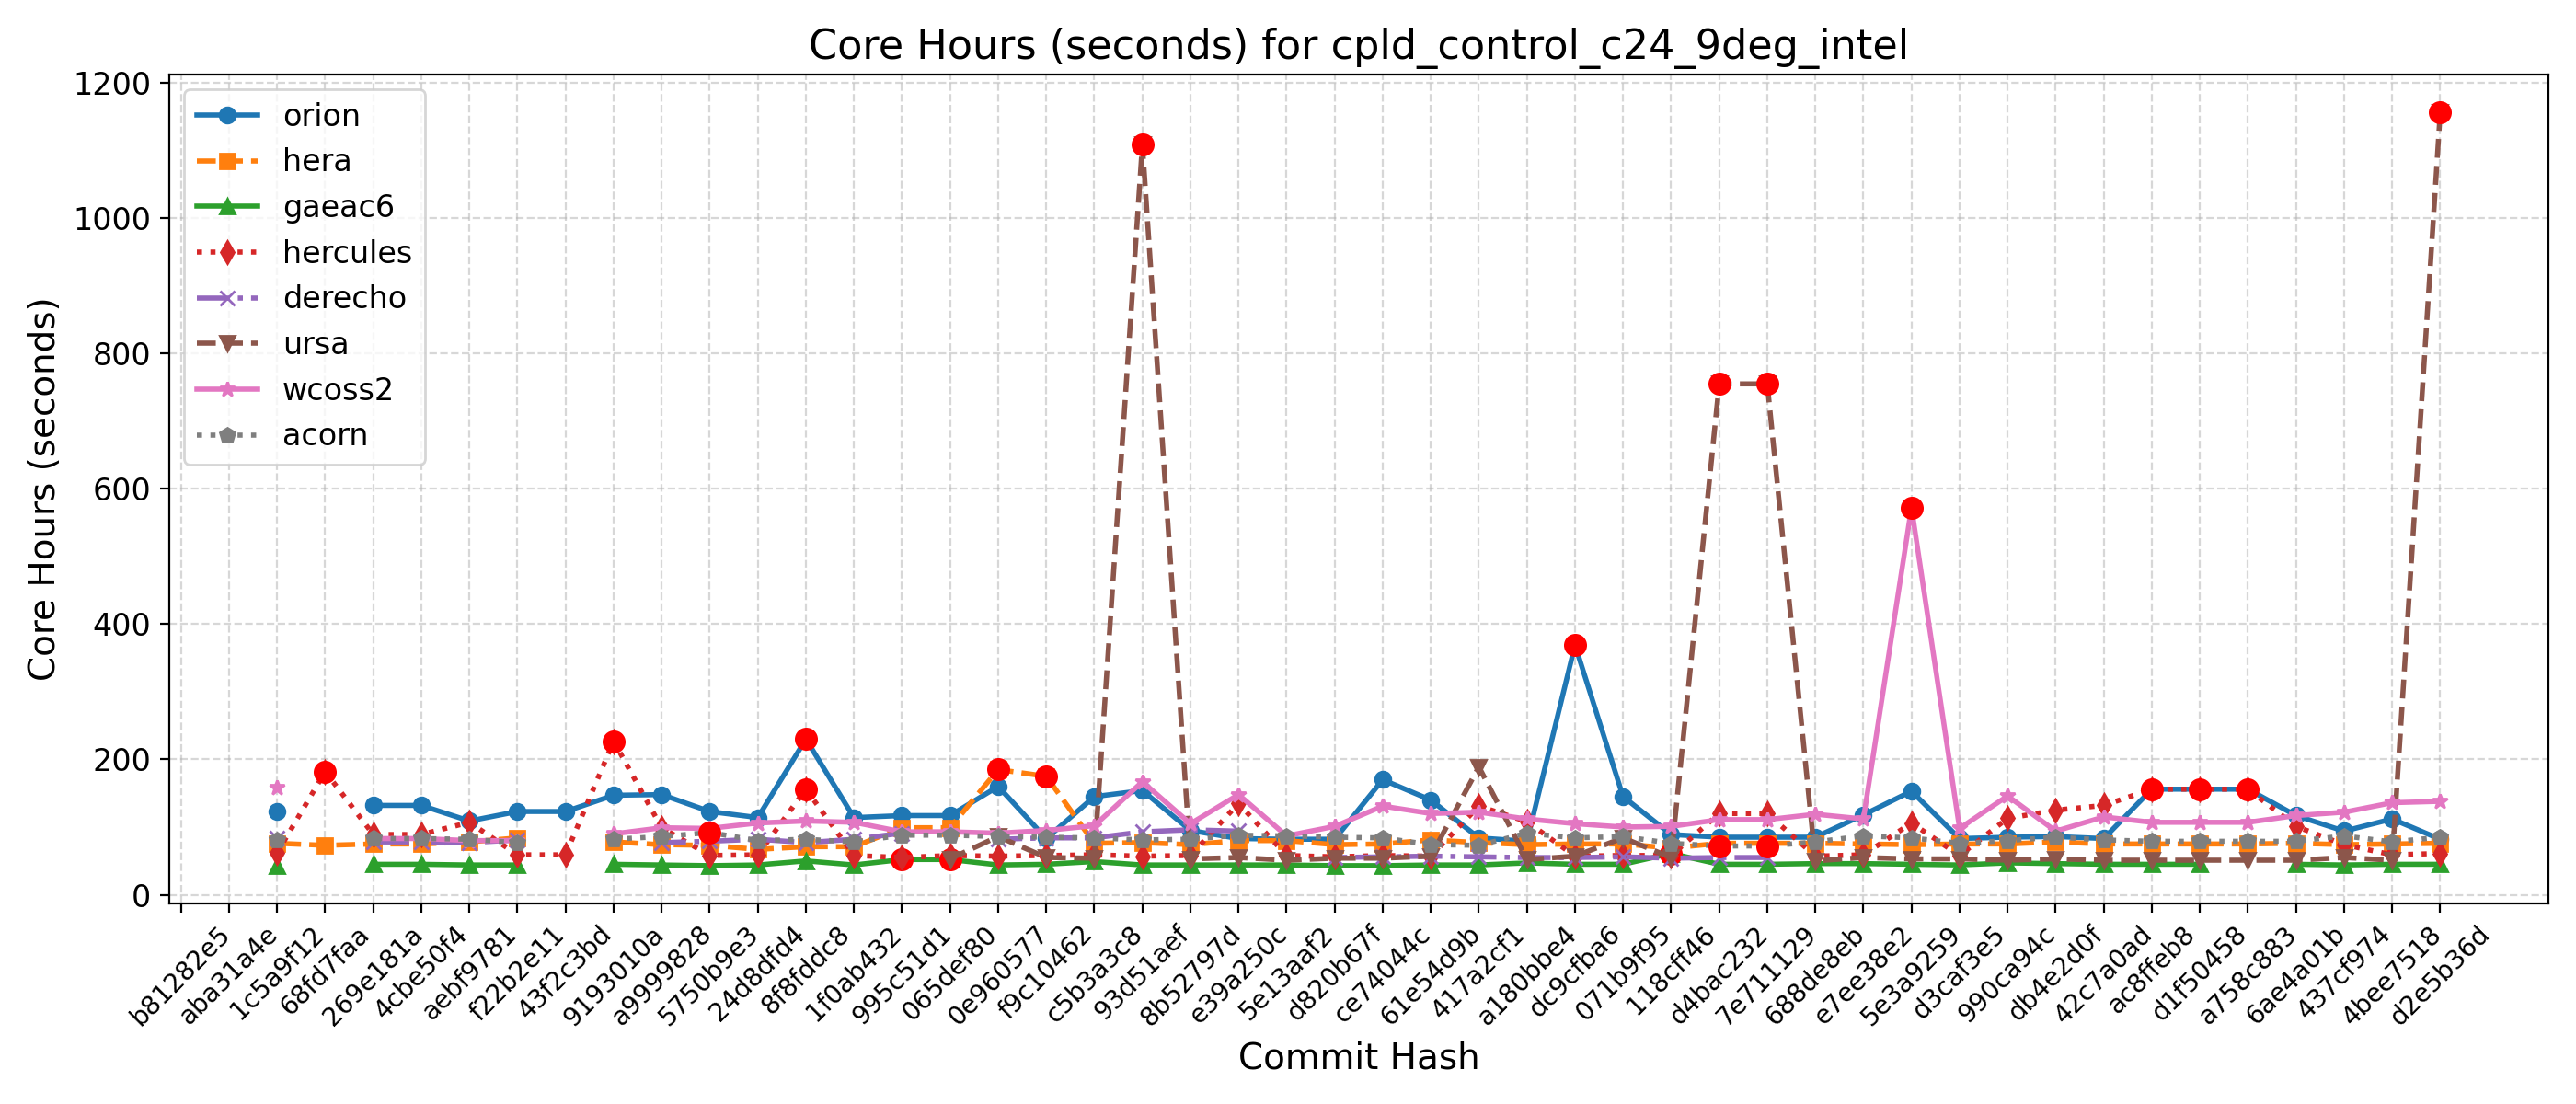 Core Hours (seconds) for cpld_control_c24_9deg_intel
Core Hours (seconds)
1200
1000
800
600
400
200
0
orion
hera
gaeac6
hercules
derecho
ursa
wcoss2
acorn
b81282e5
aba31a4e
1c5a9f12
68fd7faa
269e181a
4cbe50f4
aebf9781
f22b2e11
43f2c3bd
9193010a
a9999828
5750b9e3
24d8dfd4
8f8fddc8
1f0ab432
995c51d1
065def80
0e960577
f9c10462
c5b3a3c8
93d51aef
8b52797d
e39a250c
5e13aaf2
d820b67f
ce74044c
61e54d9b
417a2cf1
a180bbe4
dc9cfba6
071b9f95
118cff46
d4bac232
7e711129
688de8eb
e7ee38e2
5e3a9259
d3caf3e5
990ca94c
db4e2d0f
42c7a0ad
ac8ffeb8
d1f50458
a758c883
6ae4a01b
437cf974
4bee7518
d2e5b36d
Commit Hash